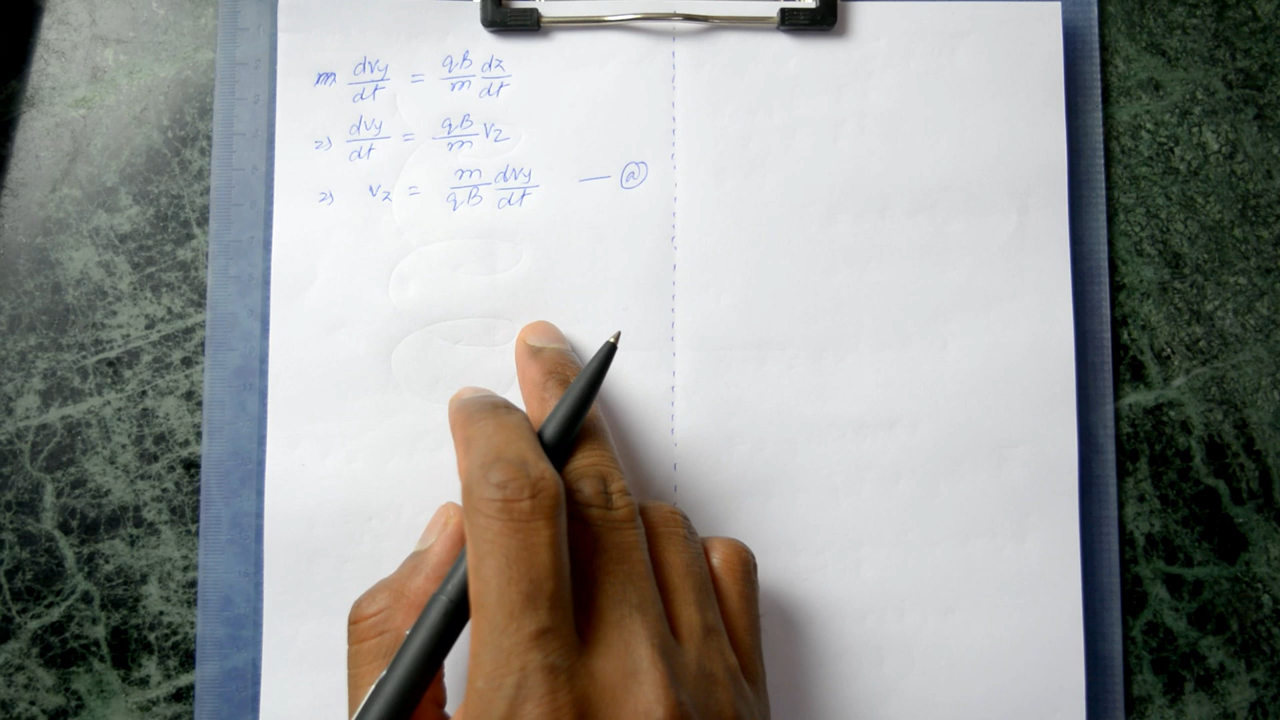 m dvy/dt = qB/m dz/dt
⇒ dvy/dt = qB/m vz
⇒ vz = m/qB dvy/dt — ⓐ